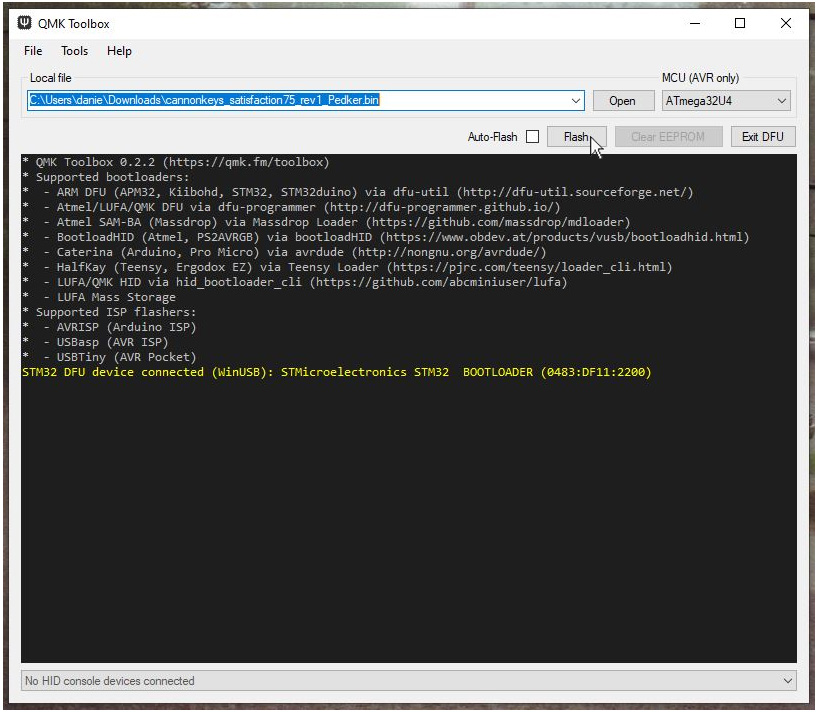 QMK Toolbox
File Tools Help
Local file
MCU (AVR only)
C:\Users\danie\Downloads\cannonkeys_satisfaction75_rev1_Pedker.bin
Open
ATmega32U4
Auto-Flash
Flash
Clear EEPROM
Exit DFU
* QMK Toolbox 0.2.2 (https://qmk.fm/toolbox)
* Supported bootloaders:
*  - ARM DFU (APM32, Kiibohd, STM32, STM32duino) via dfu-util (http://dfu-util.sourceforge.net/)
*  - Atmel/LUFA/QMK DFU via dfu-programmer (http://dfu-programmer.github.io/)
*  - Atmel SAM-BA (Massdrop) via Massdrop Loader (https://github.com/massdrop/mdloader)
*  - BootloadHID (Atmel, PS2AVRGB) via bootloadHID (https://www.obdev.at/products/vusb/bootloadhid.html)
*  - Caterina (Arduino, Pro Micro) via avrdude (http://nongnu.org/avrdude/)
*  - HalfKay (Teensy, Ergodox EZ) via Teensy Loader (https://pjrc.com/teensy/loader_cli.html)
*  - LUFA/QMK HID via hid_bootloader_cli (https://github.com/abcminiuser/lufa)
*  - LUFA Mass Storage
* Supported ISP flashers:
*  - AVRISP (Arduino ISP)
*  - USBasp (AVR ISP)
*  - USBTiny (AVR Pocket)
STM32 DFU device connected (WinUSB): STMicroelectronics STM32  BOOTLOADER (0483:DF11:2200)
No HID console devices connected